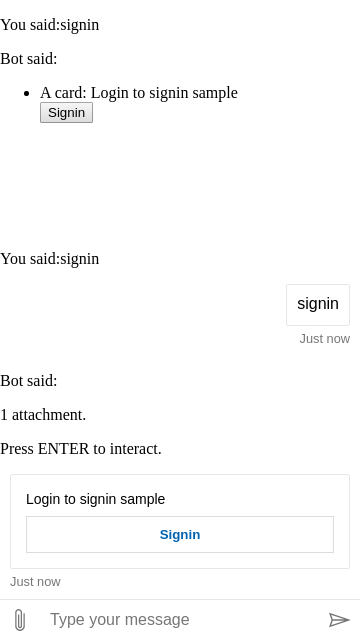 You said:signin
Bot said:
A card: Login to signin sample
Signin
You said:signin
signin
Just now
Bot said:
1 attachment.
Press ENTER to interact.
Login to signin sample
Signin
Just now
Type your message